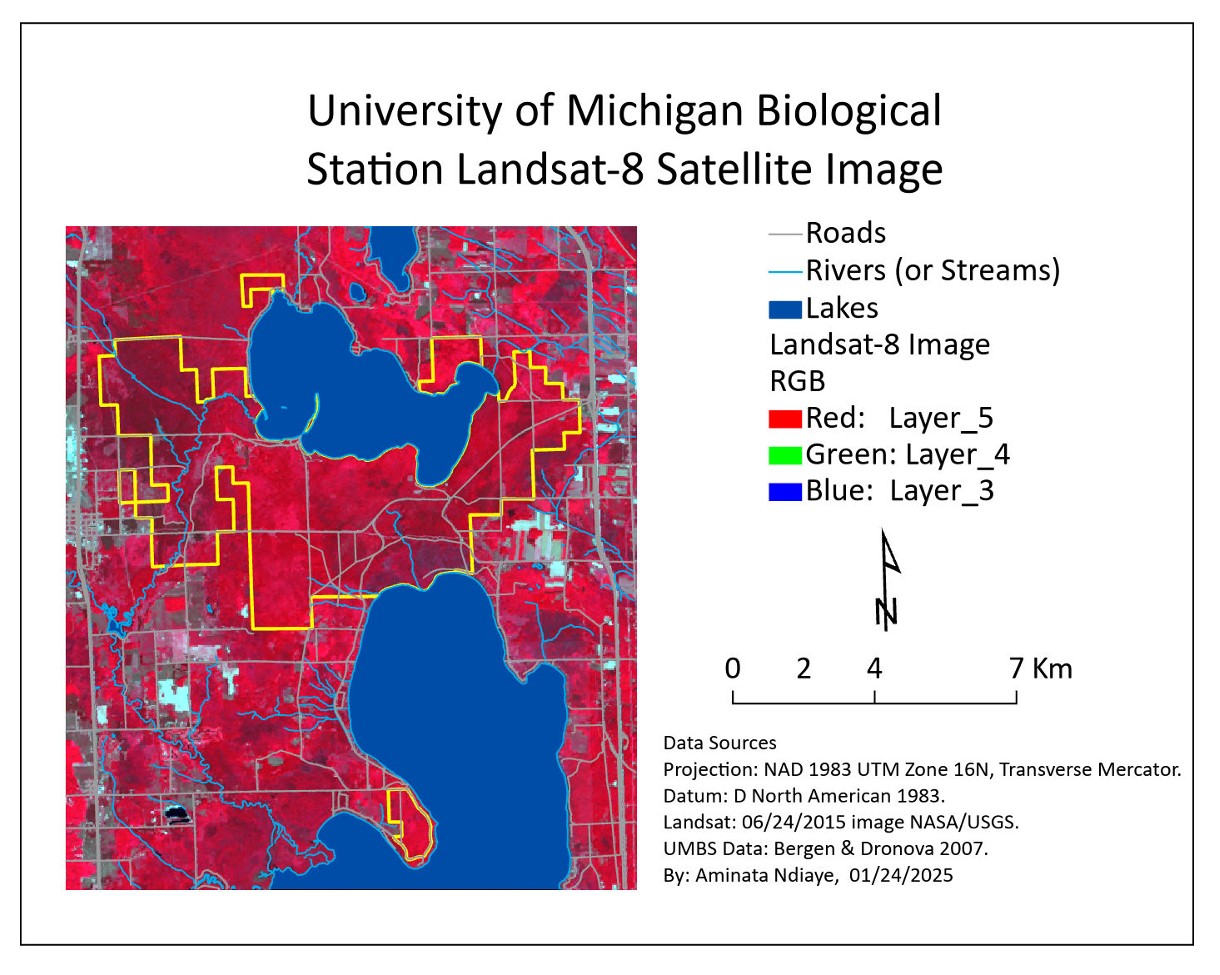 University of Michigan Biological
Station Landsat-8 Satellite Image
Roads
Rivers (or Streams)
Lakes
Landsat-8 Image
RGB
Red: Layer_5
Green: Layer_4
Blue: Layer_3
N
0 2 4 7 Km
Data Sources
Projection: NAD 1983 UTM Zone 16N, Transverse Mercator.
Datum: D North American 1983.
Landsat: 06/24/2015 image NASA/USGS.
UMBS Data: Bergen & Dronova 2007.
By: Aminata Ndiaye, 01/24/2025